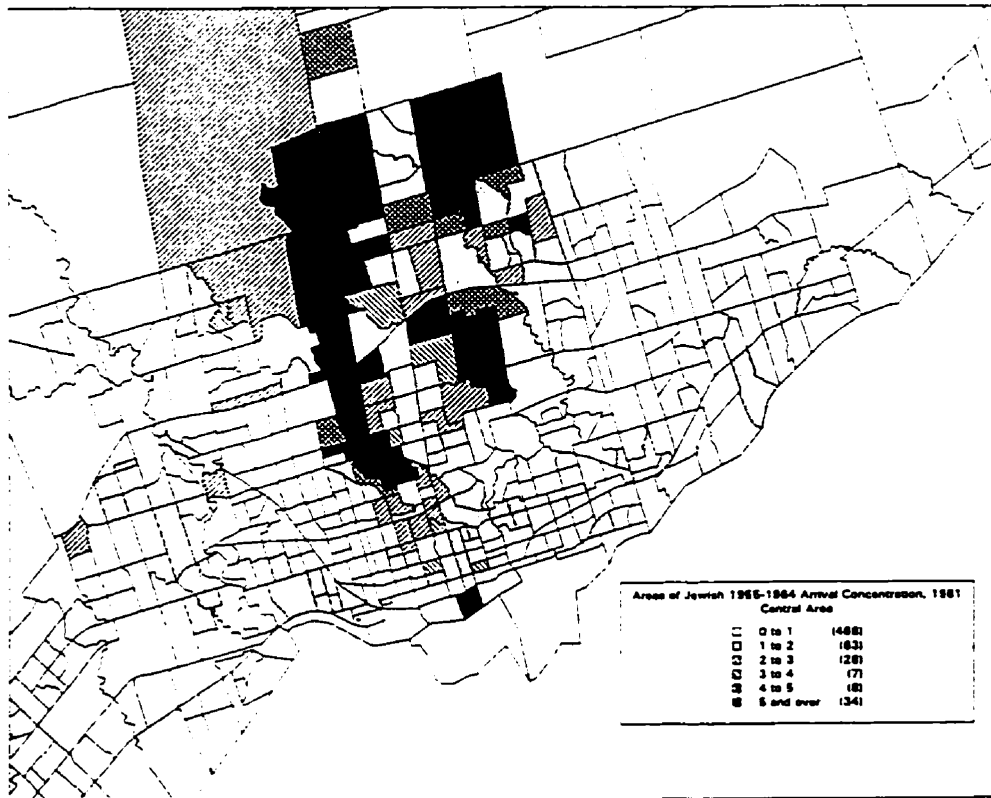 Areas of Jewish 1955-1964 Arrival Concentration, 1981
Central Area
0 to 1 (468)
1 to 2 (63)
2 to 3 (28)
3 to 4 (7)
4 to 5 (8)
5 and over (34)